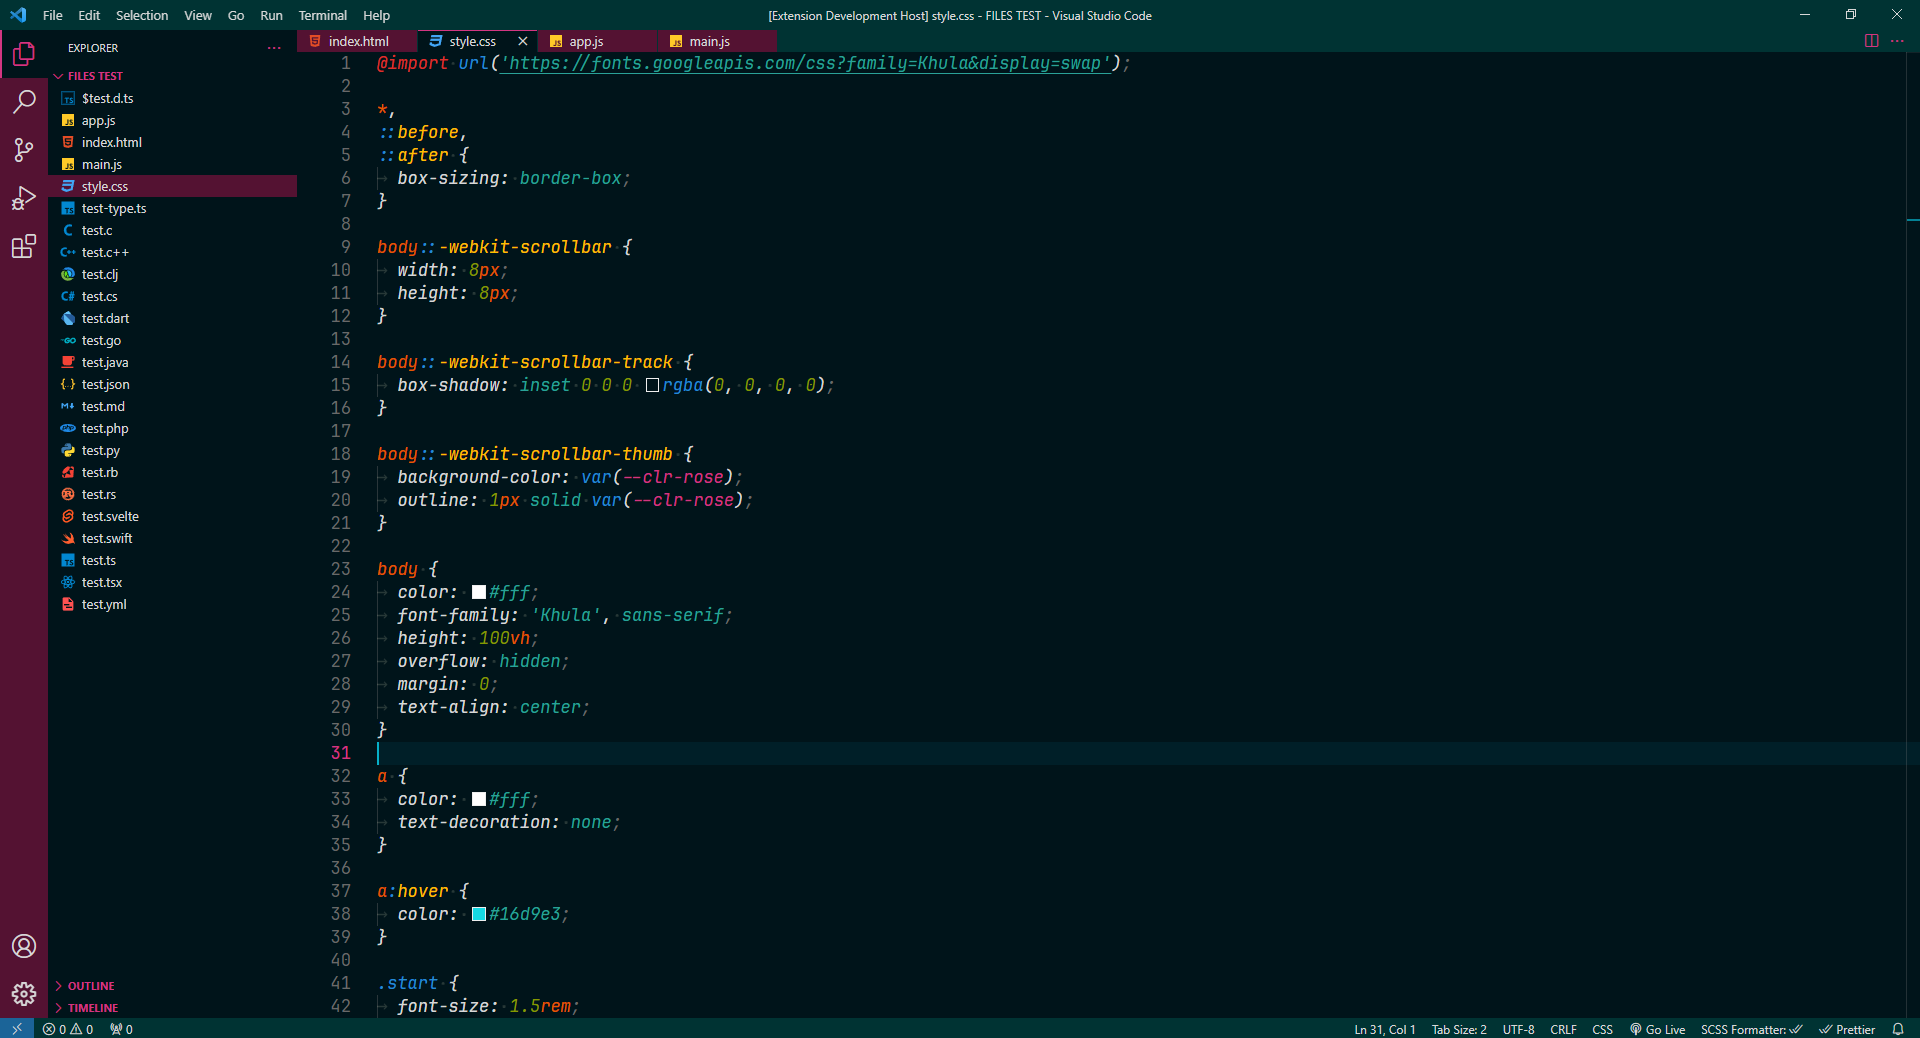 File Edit Selection View Go Run Terminal Help
[Extension Development Host] style.css - FILES TEST - Visual Studio Code
EXPLORER
FILES TEST
$test.d.ts
app.js
index.html
main.js
style.css
test-type.ts
test.c
test.c++
test.clj
test.cs
test.dart
test.go
test.java
test.json
test.md
test.php
test.py
test.rb
test.rs
test.svelte
test.swift
test.ts
test.tsx
test.yml
OUTLINE
TIMELINE
index.html style.css app.js main.js
1 @import url('https://fonts.googleapis.com/css?family=Khula&display=swap');
2
3 *,
4 ::before,
5 ::after {
6 box-sizing: border-box;
7 }
8
9 body::-webkit-scrollbar {
10 width: 8px;
11 height: 8px;
12 }
13
14 body::-webkit-scrollbar-track {
15 box-shadow: inset 0 0 0 rgba(0, 0, 0, 0);
16 }
17
18 body::-webkit-scrollbar-thumb {
19 background-color: var(--clr-rose);
20 outline: 1px solid var(--clr-rose);
21 }
22
23 body {
24 color: #fff;
25 font-family: 'Khula', sans-serif;
26 height: 100vh;
27 overflow: hidden;
28 margin: 0;
29 text-align: center;
30 }
31
32 a {
33 color: #fff;
34 text-decoration: none;
35 }
36
37 a:hover {
38 color: #16d9e3;
39 }
40
41 .start {
42 font-size: 1.5rem;
0 0 0
Ln 31, Col 1 Tab Size: 2 UTF-8 CRLF CSS Go Live SCSS Formatter: Prettier